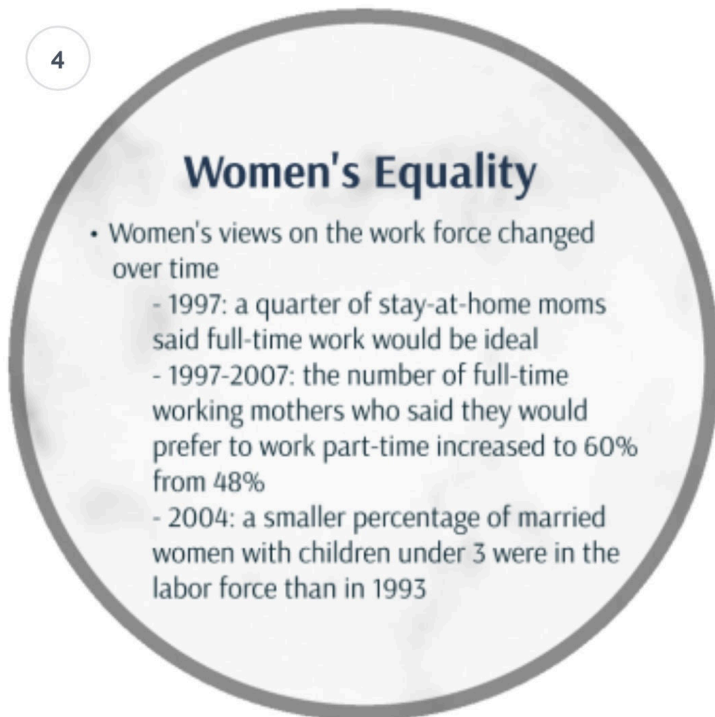 4
Women's Equality
• Women's views on the work force changed
over time
- 1997: a quarter of stay-at-home moms
said full-time work would be ideal
- 1997-2007: the number of full-time
working mothers who said they would
prefer to work part-time increased to 60%
from 48%
- 2004: a smaller percentage of married
women with children under 3 were in the
labor force than in 1993